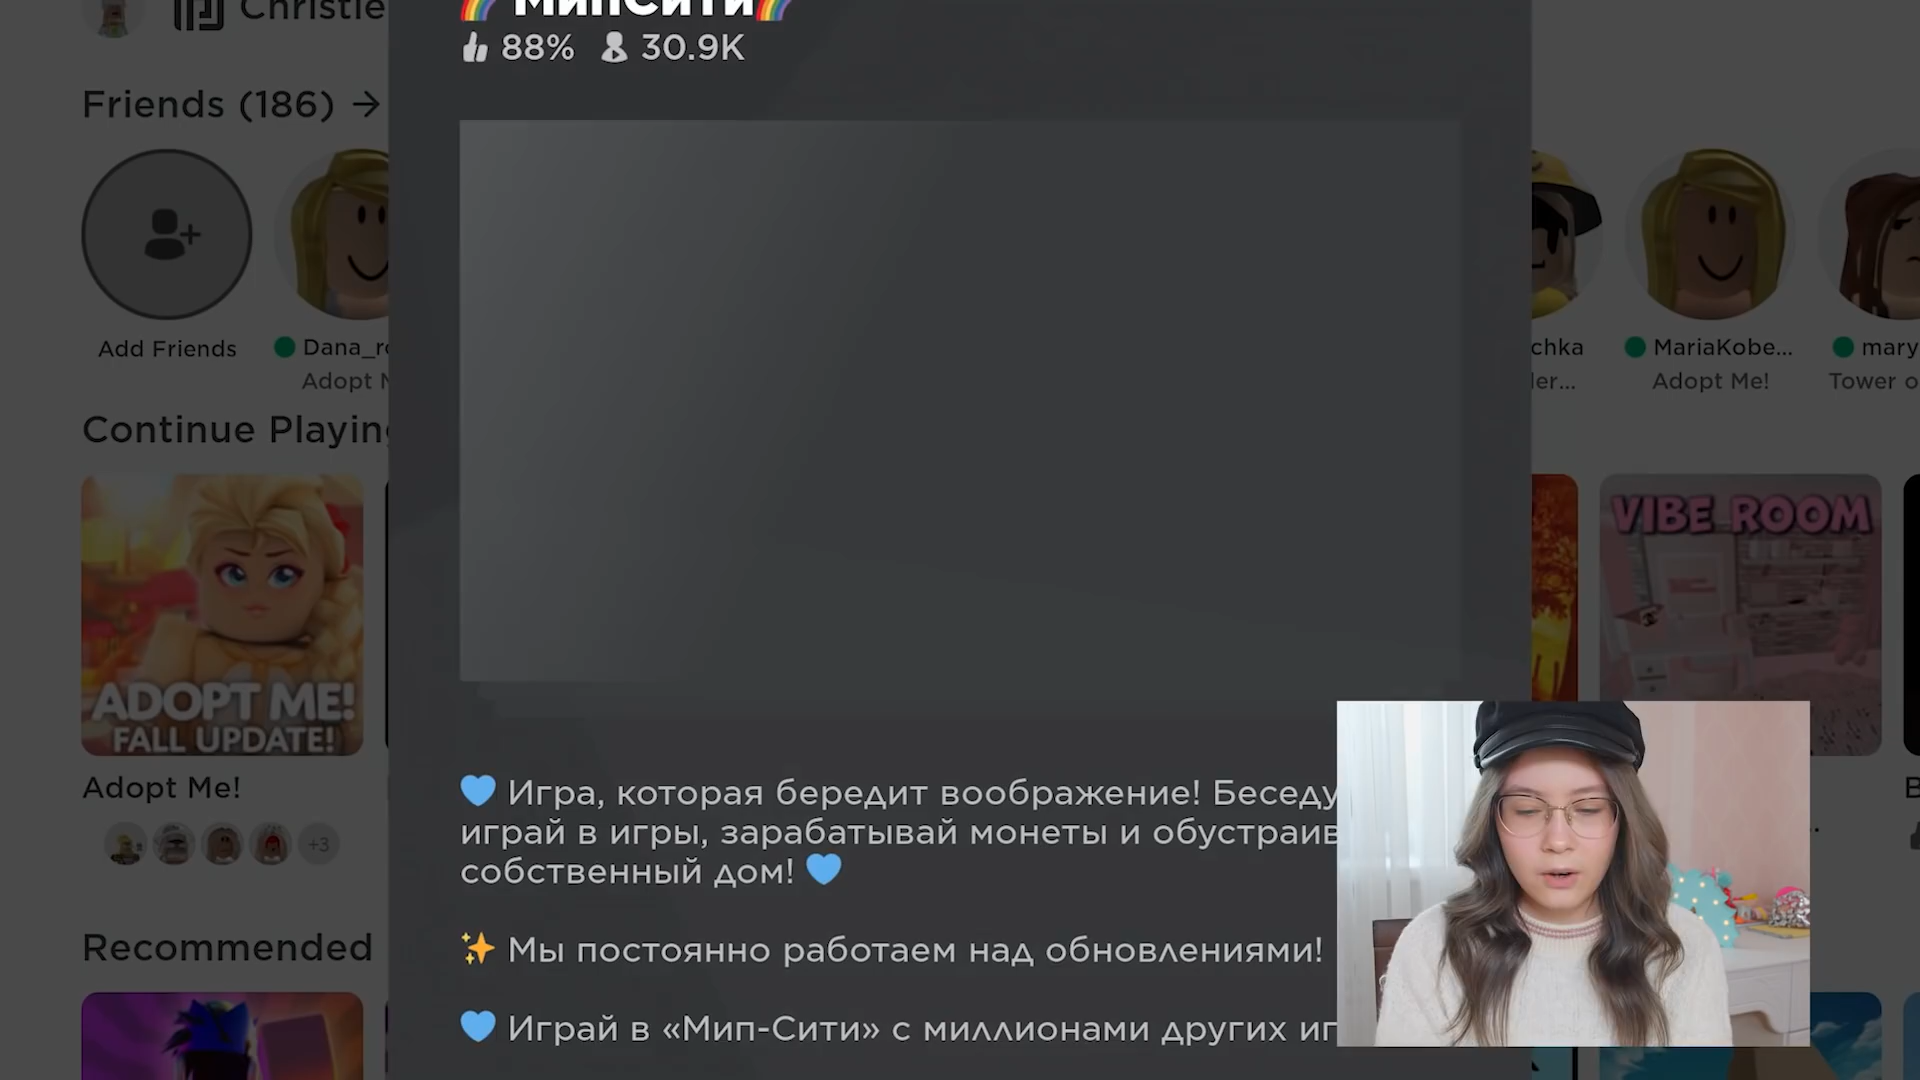 Christie
МипСити
88% 30.9K
Friends (186) →
Add Friends
Dana_r
Adopt
chka
MariaKobe...
Adopt Me!
mary
Tower o
Continue Playing
ADOPT ME!
FALL UPDATE!
VIBE ROOM
Adopt Me!
+3
💙 Игра, которая бередит воображение! Беседу
играй в игры, зарабатывай монеты и обустраив
собственный дом! 💙
✨ Мы постоянно работаем над обновлениями!
💙 Играй в «Мип-Сити» с миллионами других иг
Recommended